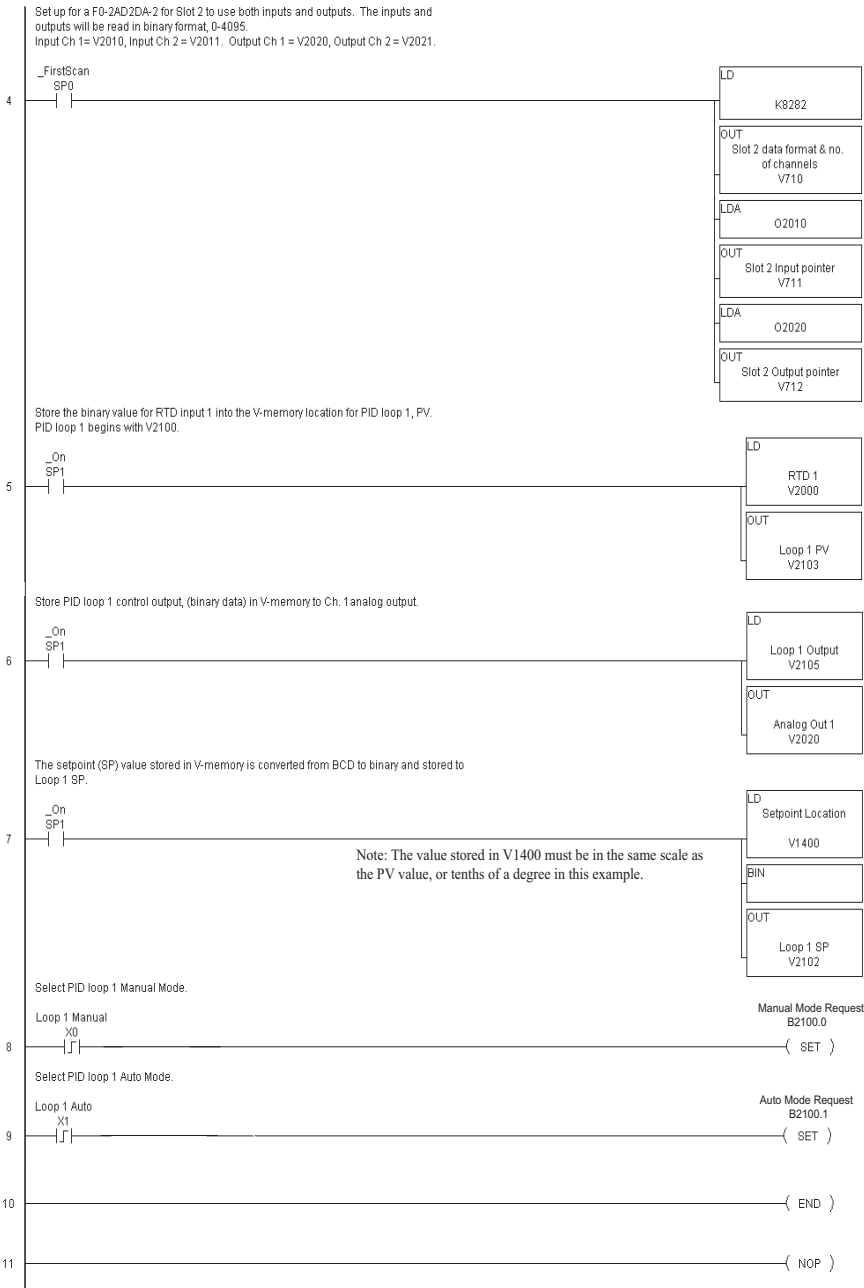 Set up for a F0-2AD2DA-2 for Slot 2 to use both inputs and outputs. The inputs and
outputs will be read in binary format, 0-4095.
Input Ch 1= V2010, Input Ch 2 = V2011. Output Ch 1 = V2020, Output Ch 2 = V2021.
_FirstScan
SP0
4
LD
K8282
OUT
Slot 2 data format & no.
of channels
V710
LDA
O2010
OUT
Slot 2 Input pointer
V711
LDA
O2020
OUT
Slot 2 Output pointer
V712
Store the binary value for RTD input 1 into the V-memory location for PID loop 1, PV.
PID loop 1 begins with V2100.
_On
SP1
5
LD
RTD 1
V2000
OUT
Loop 1 PV
V2103
Store PID loop 1 control output, (binary data) in V-memory to Ch. 1analog output.
_On
SP1
6
LD
Loop 1 Output
V2105
OUT
Analog Out 1
V2020
The setpoint (SP) value stored in V-memory is converted from BCD to binary and stored to
Loop 1 SP.
_On
SP1
7
LD
Setpoint Location
V1400
Note: The value stored in V1400 must be in the same scale as
the PV value, or tenths of a degree in this example.
BIN
OUT
Loop 1 SP
V2102
Select PID loop 1 Manual Mode.
Loop 1 Manual
X0
8
Manual Mode Request
B2100.0
SET
Select PID loop 1 Auto Mode.
Loop 1 Auto
X1
9
Auto Mode Request
B2100.1
SET
10
END
11
NOP